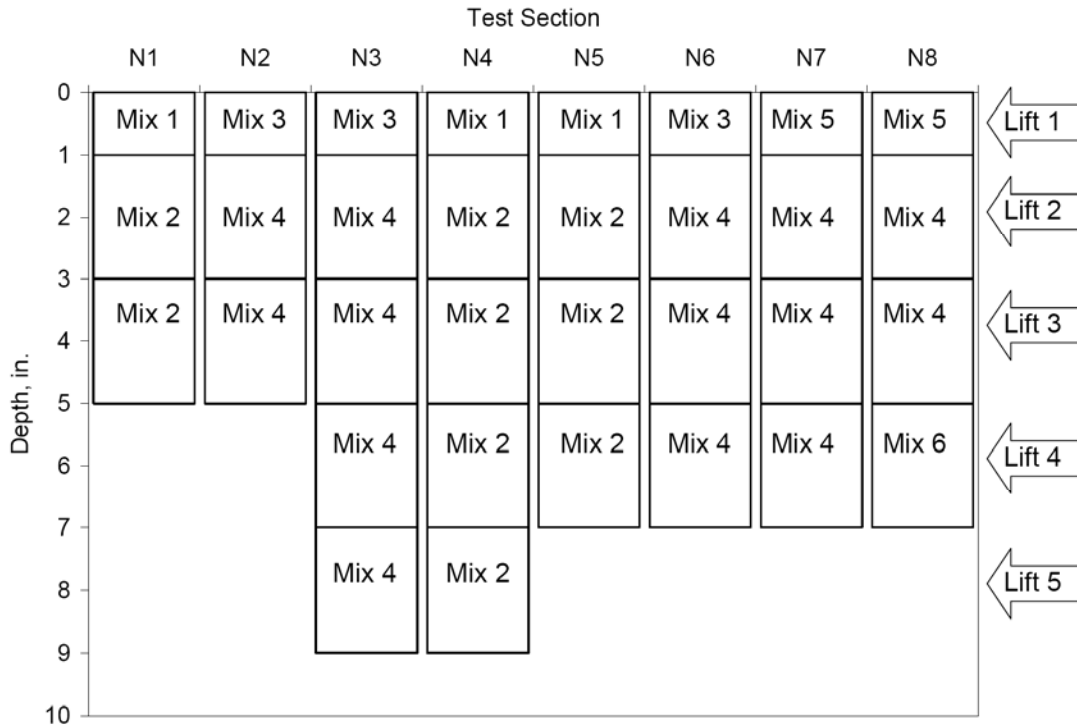 Test Section
N1 N2 N3 N4 N5 N6 N7 N8
0
Mix 1 Mix 3 Mix 3 Mix 1 Mix 1 Mix 3 Mix 5 Mix 5 Lift 1
1
2 Mix 2 Mix 4 Mix 4 Mix 2 Mix 2 Mix 4 Mix 4 Mix 4 Lift 2
3
Mix 2 Mix 4 Mix 4 Mix 2 Mix 2 Mix 4 Mix 4 Mix 4 Lift 3
4
Depth, in.
5
Mix 4 Mix 2 Mix 2 Mix 4 Mix 4 Mix 6 Lift 4
6
7
Mix 4 Mix 2 Lift 5
8
9
10